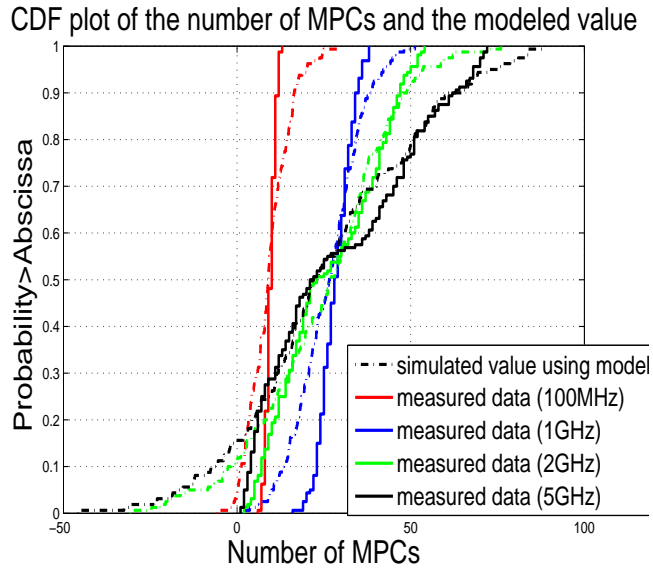 CDF plot of the number of MPCs and the modeled value
1
0.9
0.8
0.7
0.6
0.5
0.4
0.3
0.2
0.1
0
Probability>Abscissa
simulated value using model
measured data (100MHz)
measured data (1GHz)
measured data (2GHz)
measured data (5GHz)
−50
0
50
100
Number of MPCs